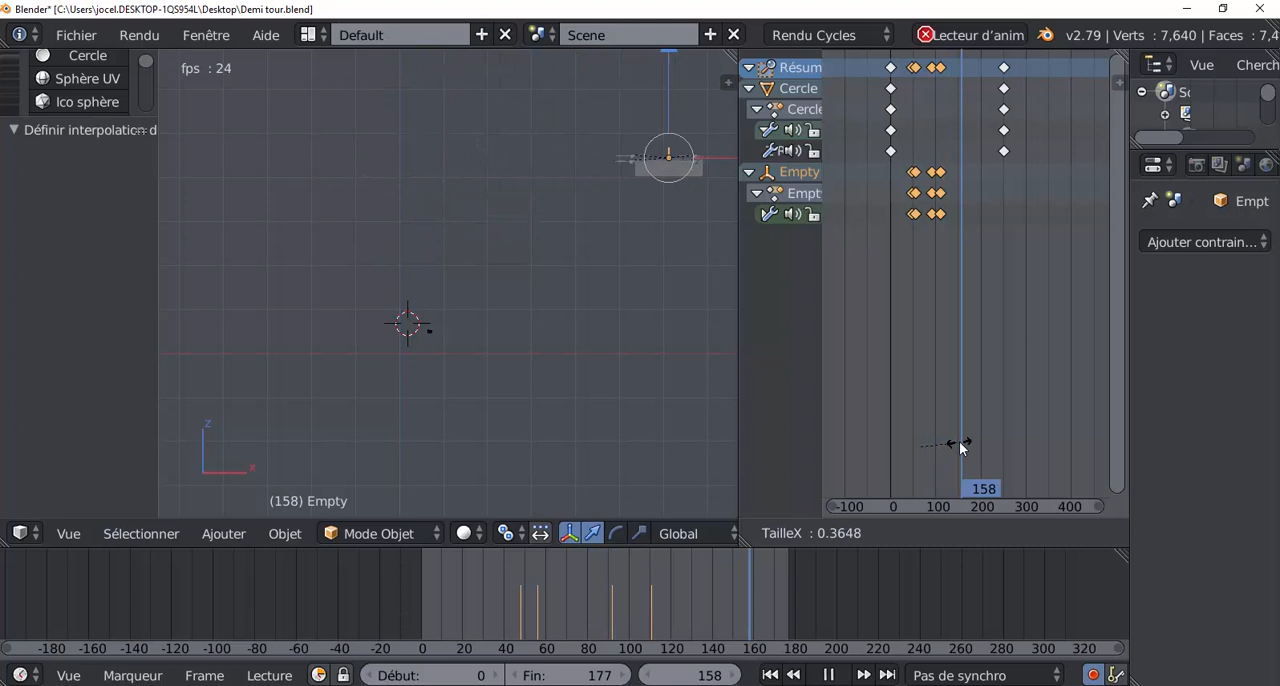 Blender* [C:\Users\jocel.DESKTOP-1QS954L\Desktop\Demi tour.blend]
Fichier Rendu Fenêtre Aide Default Scene Rendu Cycles Lecteur d'anim v2.79 | Verts : 7,640 | Faces : 7,4
Cercle
Sphère UV
Ico sphère
Définir interpolation d
fps : 24
z
x
(158) Empty
Résum
Cercle
Cercle
Empty
Empt
158
-100 0 100 200 300 400
Vue Cherch
Sc
Empt
Ajouter contrain...
Vue Sélectionner Ajouter Objet Mode Objet Global
TailleX : 0.3648
-180 -160 -140 -120 -100 -80 -60 -40 -20 0 20 40 60 80 100 120 140 160 180 200 220 240 260 280 300 320
Vue Marqueur Frame Lecture Début: 0 Fin: 177 158 Pas de synchro